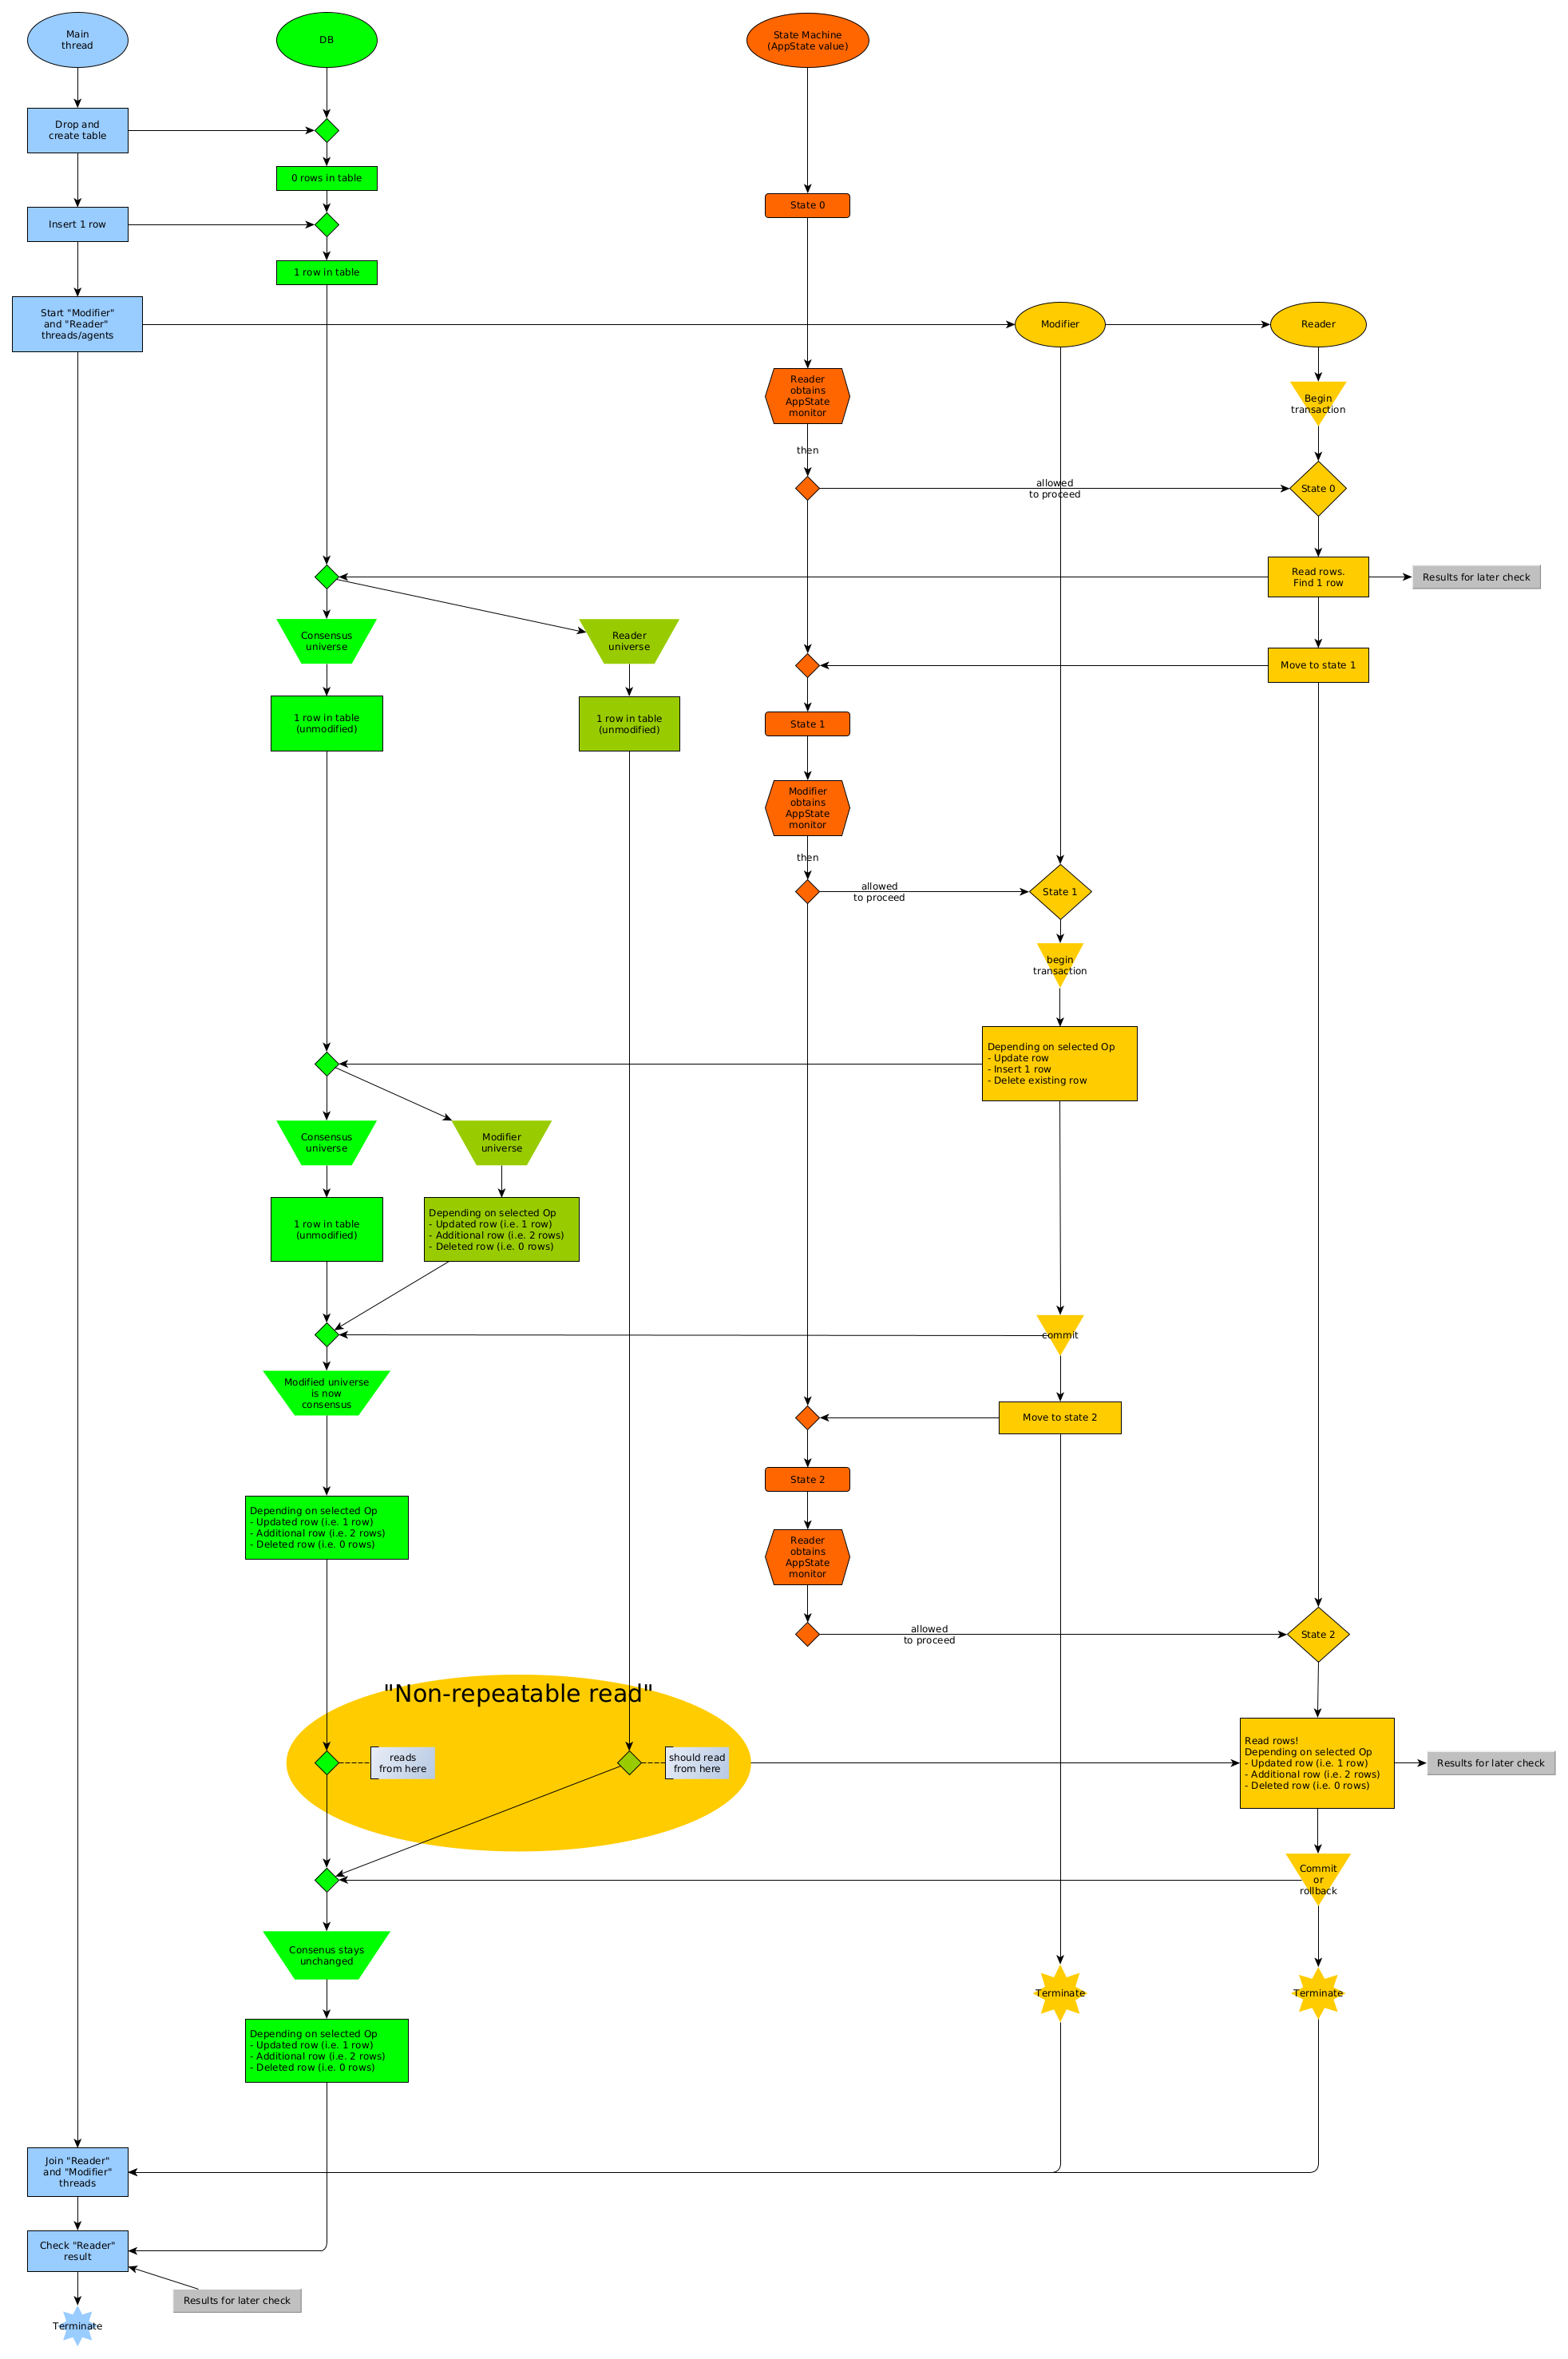 Main
thread
DB
State Machine
(AppState value)
Drop and
create table
0 rows in table
State 0
Insert 1 row
1 row in table
Start "Modifier"
and "Reader"
threads/agents
Modifier
Reader
Reader
obtains
AppState
monitor
Begin
transaction
then
allowed
to proceed
State 0
Read rows.
Find 1 row
Results for later check
Consensus
universe
Reader
universe
Move to state 1
1 row in table
(unmodified)
1 row in table
(unmodified)
State 1
Modifier
obtains
AppState
monitor
then
allowed
to proceed
State 1
begin
transaction
Depending on selected Op
- Update row
- Insert 1 row
- Delete existing row
Consensus
universe
Modifier
universe
1 row in table
(unmodified)
Depending on selected Op
- Updated row (i.e. 1 row)
- Additional row (i.e. 2 rows)
- Deleted row (i.e. 0 rows)
commit
Modified universe
is now
consensus
Move to state 2
State 2
Depending on selected Op
- Updated row (i.e. 1 row)
- Additional row (i.e. 2 rows)
- Deleted row (i.e. 0 rows)
Reader
obtains
AppState
monitor
allowed
to proceed
State 2
"Non-repeatable read"
reads
from here
should read
from here
Read rows!
Depending on selected Op
- Updated row (i.e. 1 row)
- Additional row (i.e. 2 rows)
- Deleted row (i.e. 0 rows)
Results for later check
Commit
or
rollback
Consenus stays
unchanged
Terminate
Terminate
Depending on selected Op
- Updated row (i.e. 1 row)
- Additional row (i.e. 2 rows)
- Deleted row (i.e. 0 rows)
Join "Reader"
and "Modifier"
threads
Check "Reader"
result
Results for later check
Terminate